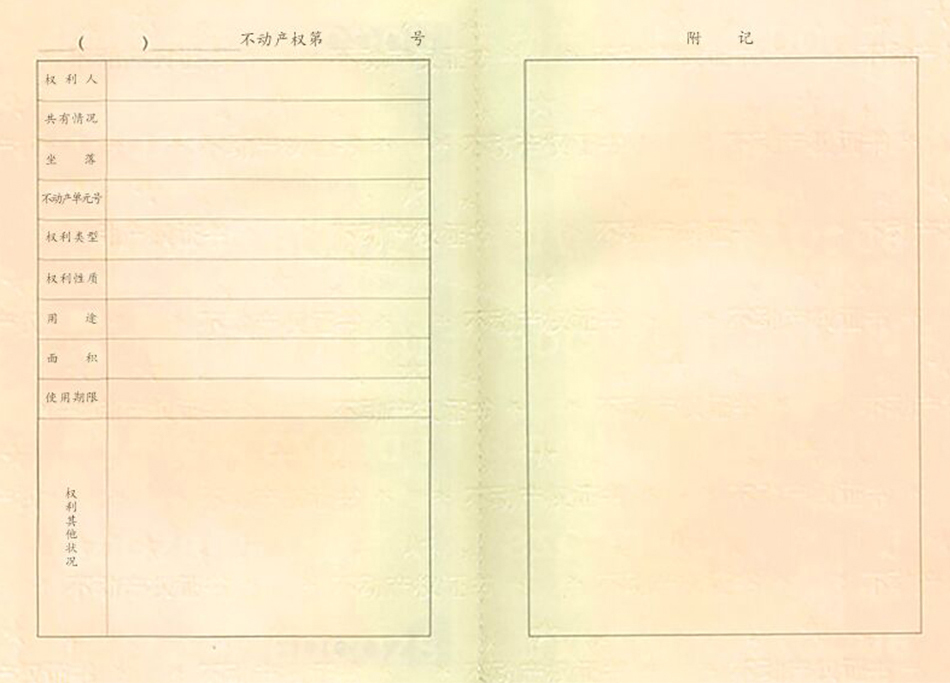 ( ) 不动产权第 号
权利人
共有情况
坐落
不动产单元号
权利类型
权利性质
用途
面积
使用期限
权利其他状况
附记